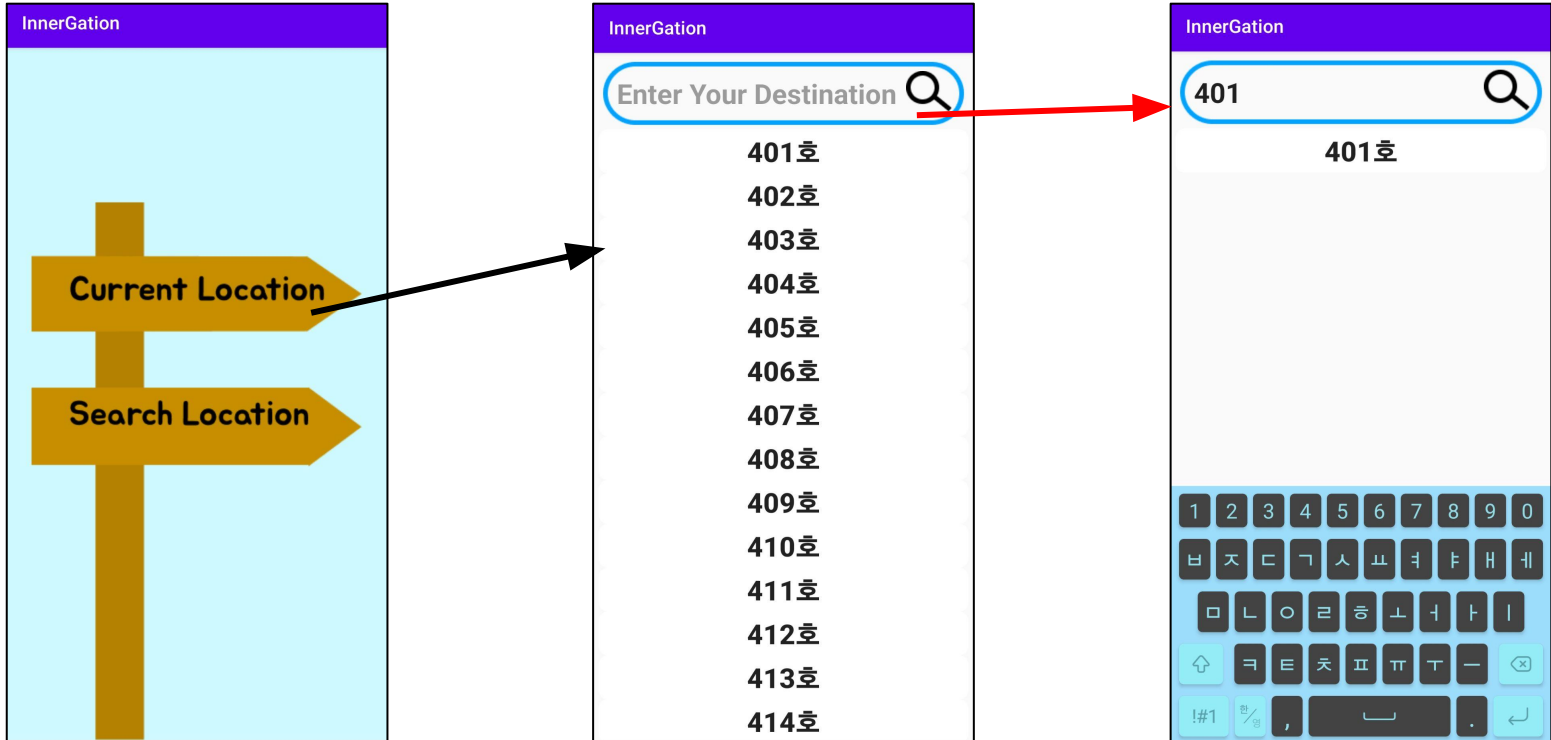 InnerGation
Current Location
Search Location
InnerGation
Enter Your Destination
401호
402호
403호
404호
405호
406호
407호
408호
409호
410호
411호
412호
413호
414호
InnerGation
401
401호
1 2 3 4 5 6 7 8 9 0
ㅂ ㅈ ㄷ ㄱ ㅅ ㅛ ㅕ ㅑ ㅐ ㅔ
ㅁ ㄴ ㅇ ㄹ ㅎ ㅗ ㅓ ㅏ ㅣ
ㅋ ㅌ ㅊ ㅍ ㅠ ㅜ ㅡ
!#1 한/영 , .